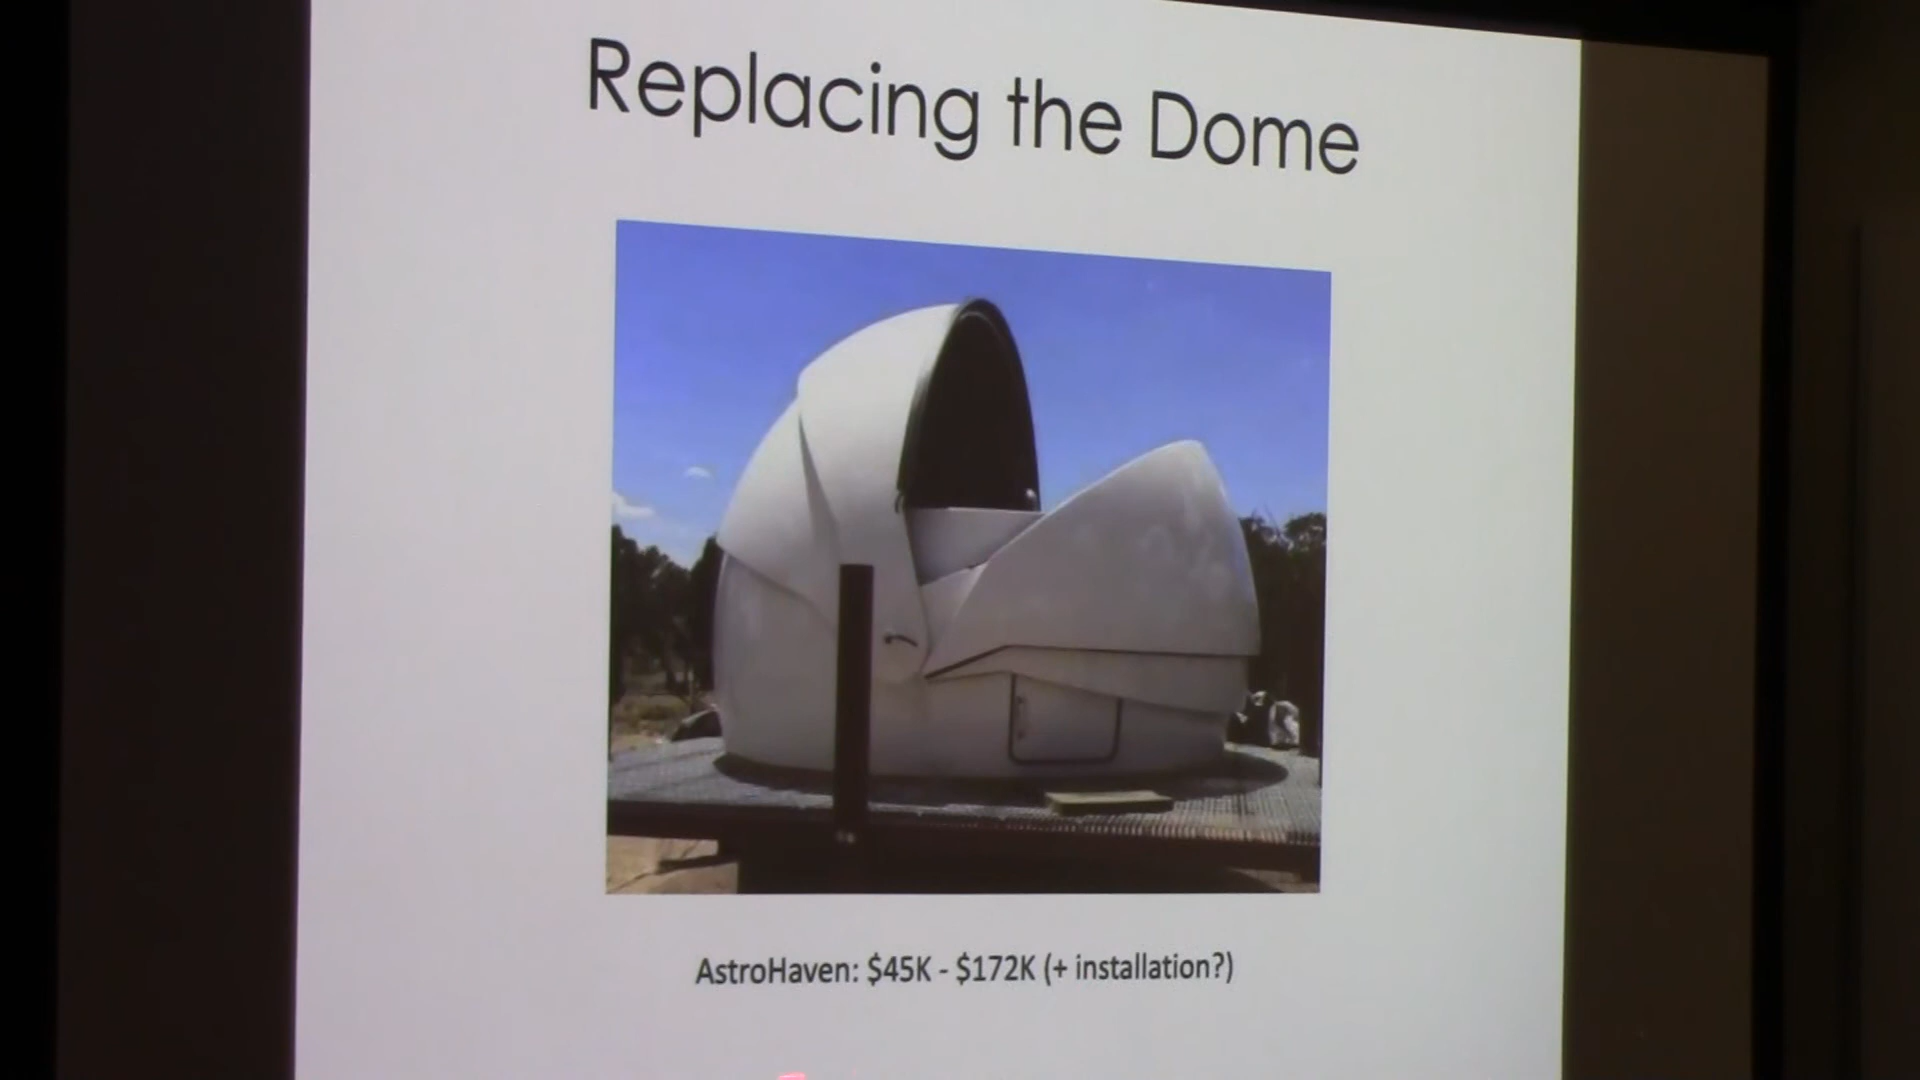 Replacing the Dome
AstroHaven: $45K - $172K (+ installation?)